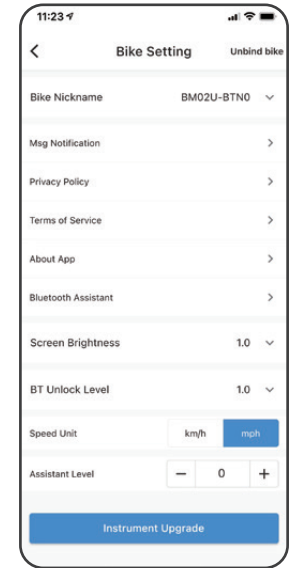 11:23
Bike Setting Unbind bike
Bike Nickname BM02U-BTN0
Msg Notification
Privacy Policy
Terms of Service
About App
Bluetooth Assistant
Screen Brightness 1.0
BT Unlock Level 1.0
Speed Unit km/h mph
Assistant Level — 0 +
Instrument Upgrade